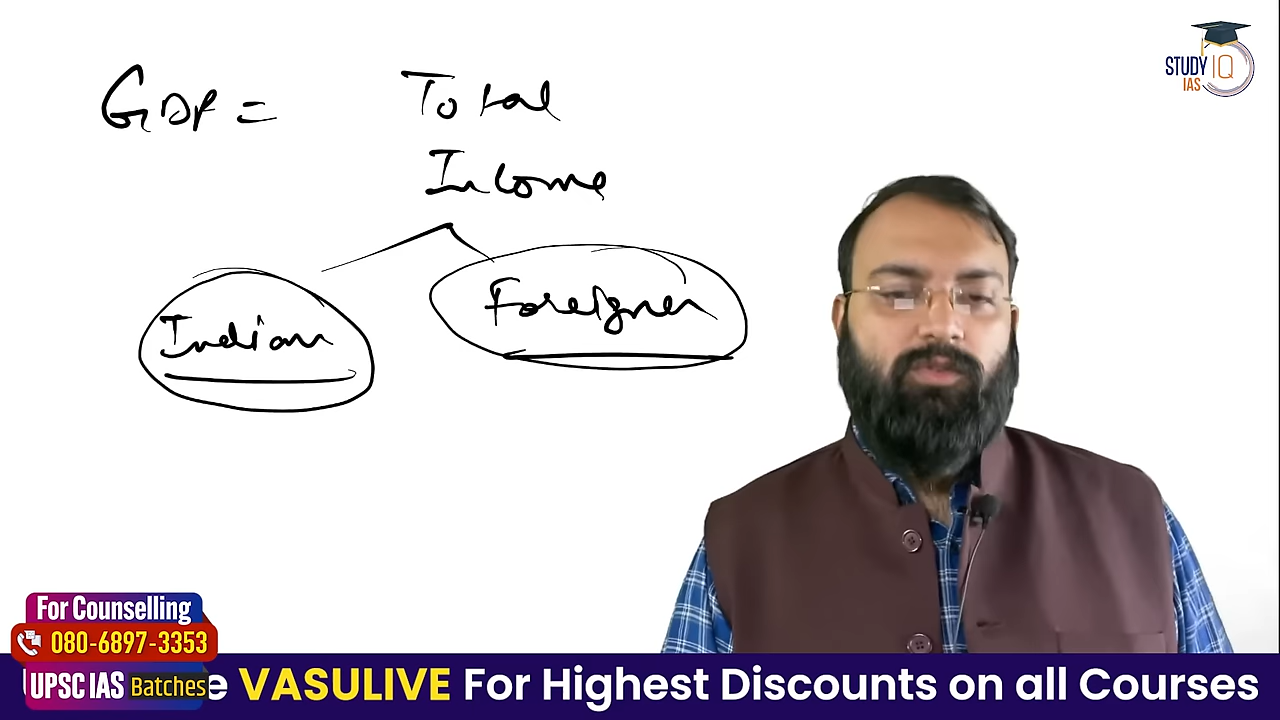 GDP = Total
Income
Indian
Foreigner
STUDY IQ
IAS
For Counselling
080-6897-3353
UPSC IAS Batches
e VASULIVE For Highest Discounts on all Courses